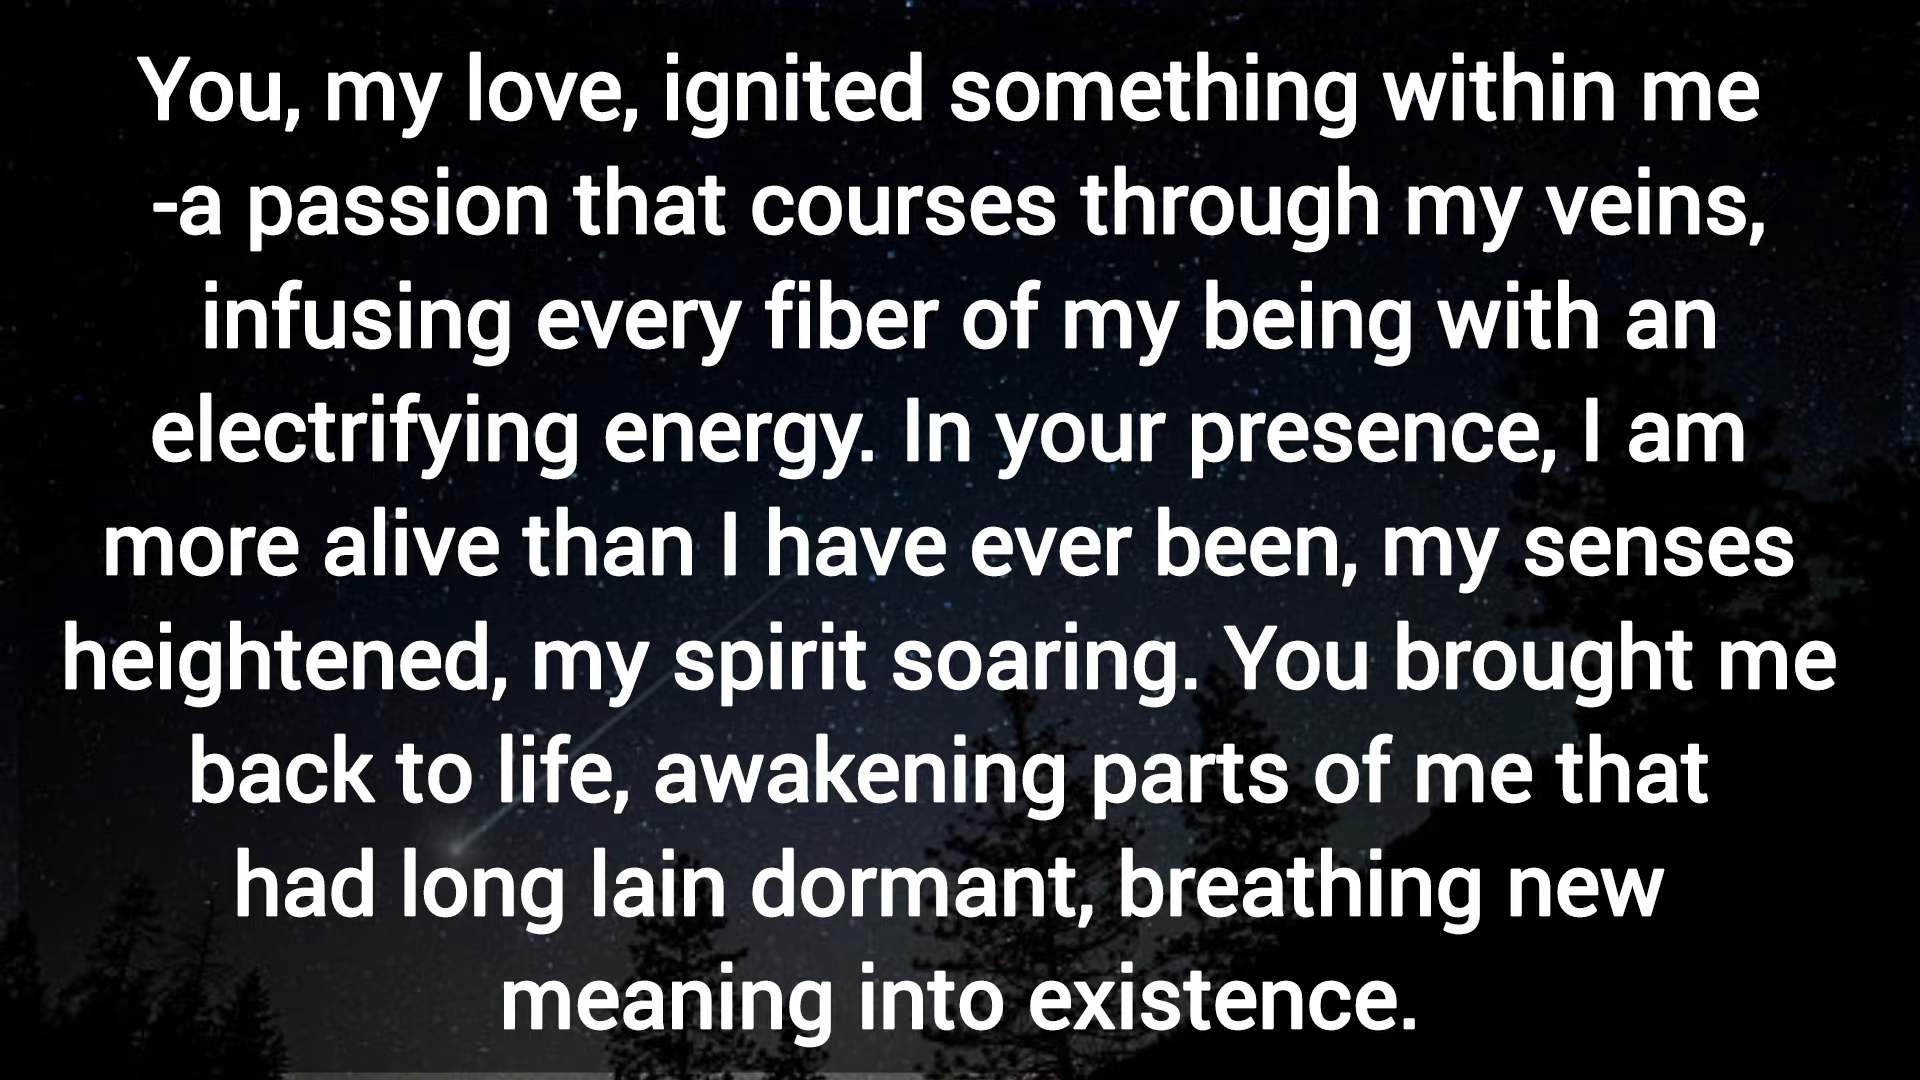 You, my love, ignited something within me
-a passion that courses through my veins,
infusing every fiber of my being with an
electrifying energy. In your presence, I am
more alive than I have ever been, my senses
heightened, my spirit soaring. You brought me
back to life, awakening parts of me that
had long lain dormant, breathing new
meaning into existence.